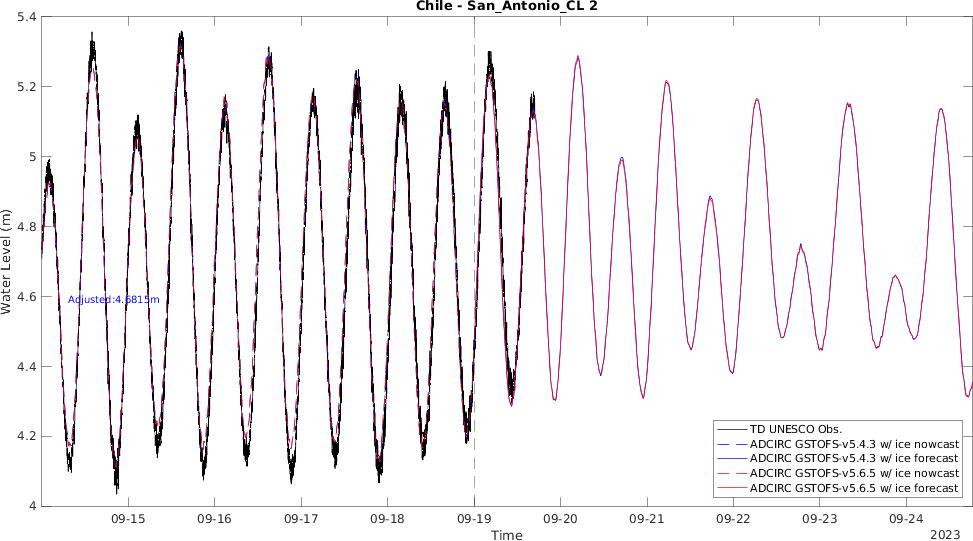 Chile - San_Antonio_CL 2
5.4
5.2
5
4.8
4.6
4.4
4.2
4
Water Level (m)
Adjusted:4.6815m
TD UNESCO Obs.
ADCIRC GSTOFS-v5.4.3 w/ ice nowcast
ADCIRC GSTOFS-v5.4.3 w/ ice forecast
ADCIRC GSTOFS-v5.6.5 w/ ice nowcast
ADCIRC GSTOFS-v5.6.5 w/ ice forecast
09-15 09-16 09-17 09-18 09-19 09-20 09-21 09-22 09-23 09-24
Time
2023